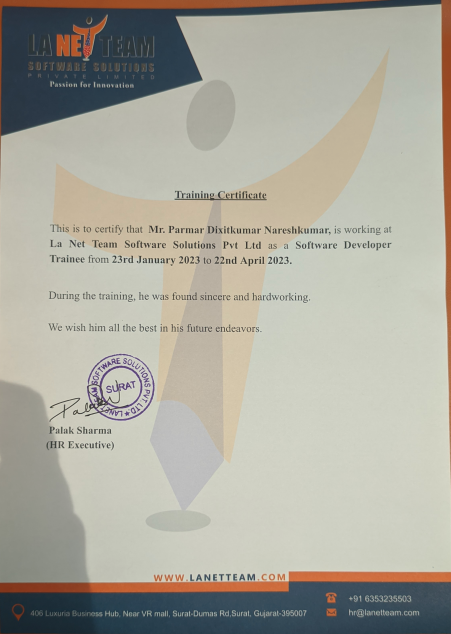 LA NET TEAM
SOFTWARE SOLUTIONS
PRIVATE LIMITED
Passion for Innovation
Training Certificate
This is to certify that Mr. Parmar Dixitkumar Nareshkumar, is working at
La Net Team Software Solutions Pvt Ltd as a Software Developer
Trainee from 23rd January 2023 to 22nd April 2023.
During the training, he was found sincere and hardworking.
We wish him all the best in his future endeavors.
LANETTEAM SOFTWARE SOLUTIONS PVT LTD
SURAT
Palak
Palak Sharma
(HR Executive)
WWW.LANETTEAM.COM
406 Luxuria Business Hub, Near VR mall, Surat-Dumas Rd,Surat, Gujarat-395007
+91 6353235503
hr@lanetteam.com